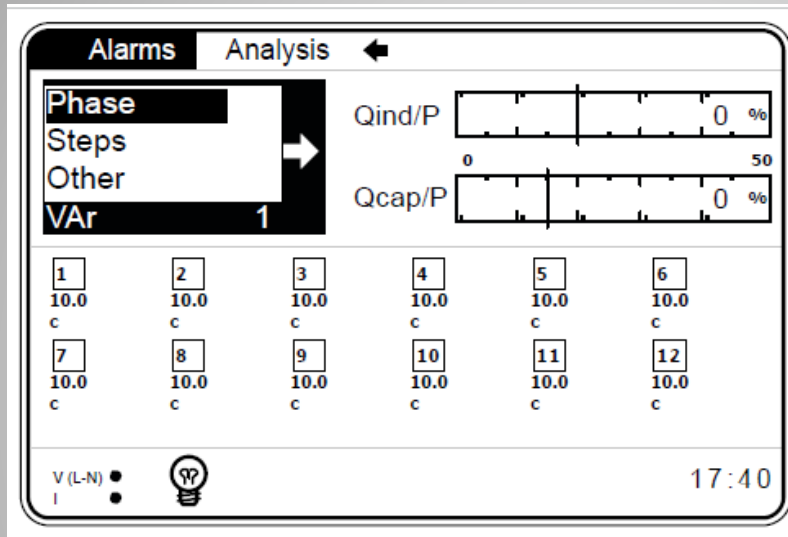 Alarms Analysis
Phase
Steps
Other
VAr 1
Qind/P 0 %
0 50
Qcap/P 0 %
1 2 3 4 5 6
10.0 10.0 10.0 10.0 10.0 10.0
c c c c c c
7 8 9 10 11 12
10.0 10.0 10.0 10.0 10.0 10.0
c c c c c c
V (L-N)
I
17:40